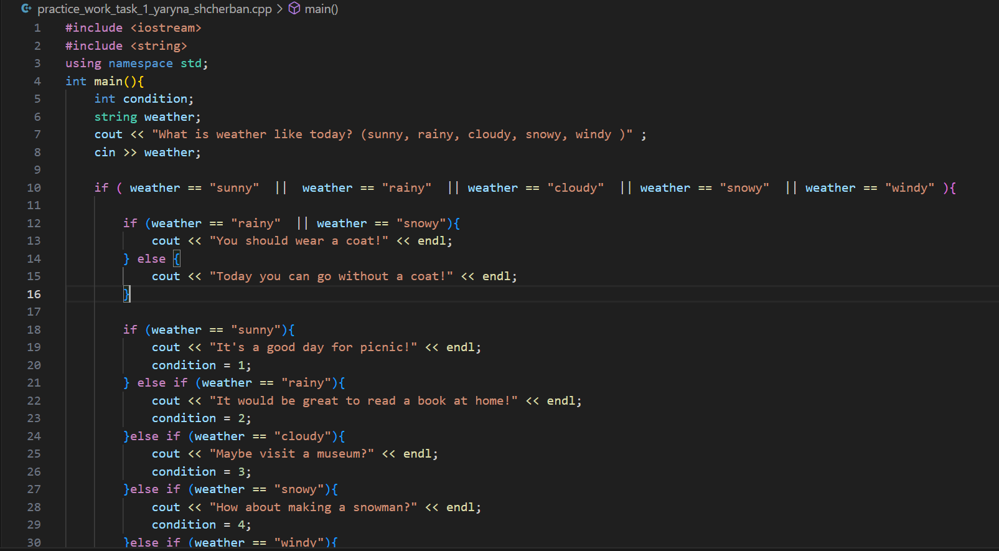 practice_work_task_1_yaryna_shcherban.cpp > main()
1 #include <iostream>
2 #include <string>
3 using namespace std;
4 int main(){
5     int condition;
6     string weather;
7     cout << "What is weather like today? (sunny, rainy, cloudy, snowy, windy )" ;
8     cin >> weather;
9
10     if ( weather == "sunny"  ||  weather == "rainy"  || weather == "cloudy"  || weather == "snowy"  || weather == "windy" ){
11
12         if (weather == "rainy"  || weather == "snowy"){
13             cout << "You should wear a coat!" << endl;
14         } else {
15             cout << "Today you can go without a coat!" << endl;
16         }
17
18         if (weather == "sunny"){
19             cout << "It's a good day for picnic!" << endl;
20             condition = 1;
21         } else if (weather == "rainy"){
22             cout << "It would be great to read a book at home!" << endl;
23             condition = 2;
24         }else if (weather == "cloudy"){
25             cout << "Maybe visit a museum?" << endl;
26             condition = 3;
27         }else if (weather == "snowy"){
28             cout << "How about making a snowman?" << endl;
29             condition = 4;
30         }else if (weather == "windy"){